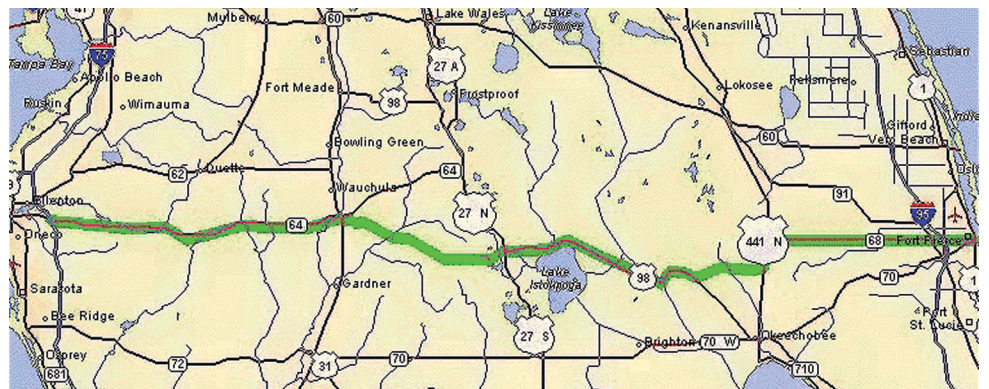 41
Mulberry
60
Lake Wales
Lake
Kissimmee
Kenansville
75
Tampa Bay
Apollo Beach
27 A
Sebastian
Fort Meade
98
Frostproof
Lokosee
Fellsmere
1
Ruskin
Wimauma
Gifford
Bowling Green
60
Vero Beach
62
Duette
64
Wauchula
91
Ellenton
27 N
95
64
441 N
68
Fort Pierce
Oneco
98
70
Lake
Istokpoga
Gardner
1
Sarasota
Bee Ridge
27 S
Port
St. Lucie
Brighton
70 W
Okeechobee
Osprey
72
31
70
710
681